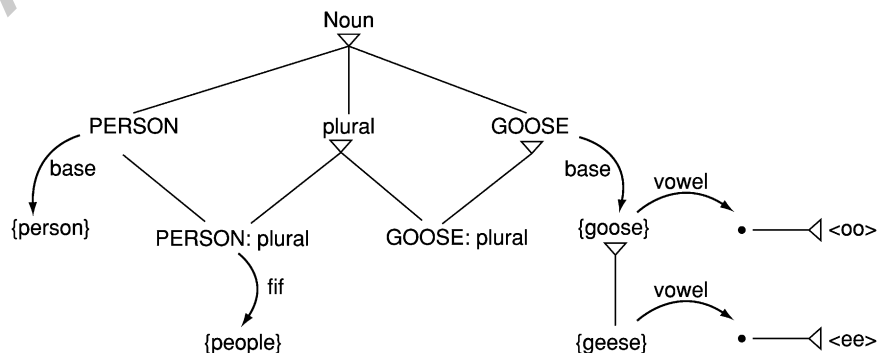 Noun
PERSON plural GOOSE
base base vowel
{person} PERSON: plural GOOSE: plural {goose} <oo>
fif vowel
{people} {geese} <ee>